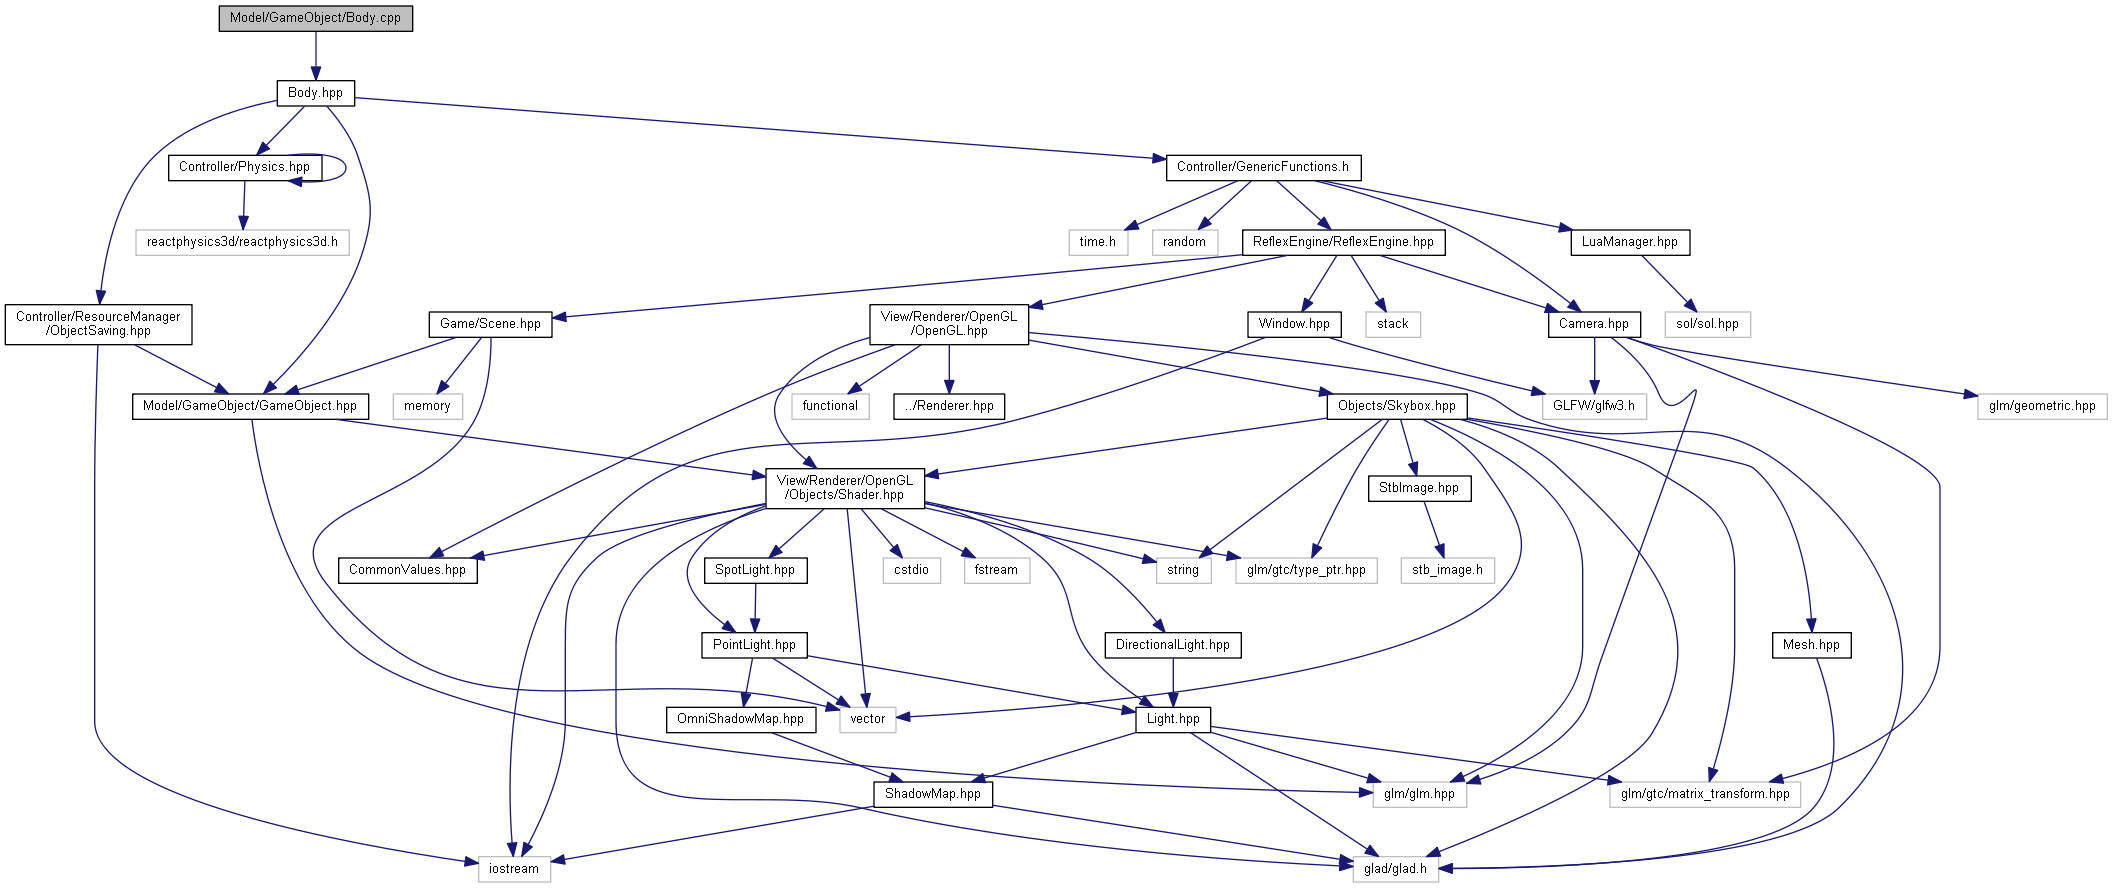 Model/GameObject/Body.cpp
Body.hpp
Controller/Physics.hpp
Controller/GenericFunctions.h
reactphysics3d/reactphysics3d.h
time.h
random
ReflexEngine/ReflexEngine.hpp
LuaManager.hpp
Controller/ResourceManager
/ObjectSaving.hpp
Game/Scene.hpp
View/Renderer/OpenGL
/OpenGL.hpp
Window.hpp
stack
Camera.hpp
sol/sol.hpp
Model/GameObject/GameObject.hpp
memory
functional
../Renderer.hpp
Objects/Skybox.hpp
GLFW/glfw3.h
glm/geometric.hpp
View/Renderer/OpenGL
/Objects/Shader.hpp
StbImage.hpp
CommonValues.hpp
SpotLight.hpp
cstdio
fstream
string
glm/gtc/type_ptr.hpp
stb_image.h
PointLight.hpp
DirectionalLight.hpp
Mesh.hpp
OmniShadowMap.hpp
vector
Light.hpp
ShadowMap.hpp
glm/glm.hpp
glm/gtc/matrix_transform.hpp
iostream
glad/glad.h